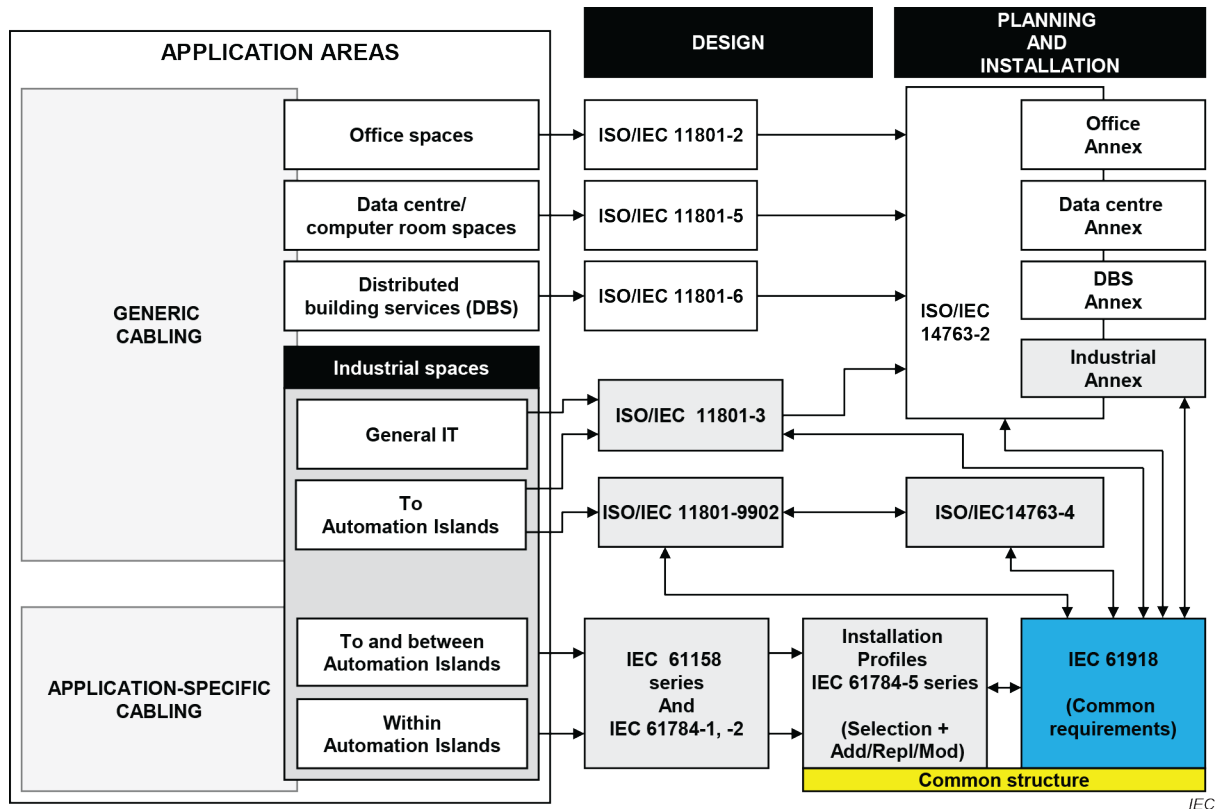 APPLICATION AREAS
DESIGN
PLANNING
AND
INSTALLATION
GENERIC
CABLING
Office spaces
ISO/IEC 11801-2
Office
Annex
Data centre/
computer room spaces
ISO/IEC 11801-5
Data centre
Annex
Distributed
building services (DBS)
ISO/IEC 11801-6
DBS
Annex
ISO/IEC
14763-2
Industrial
Annex
Industrial spaces
General IT
ISO/IEC 11801-3
To
Automation Islands
ISO/IEC 11801-9902
ISO/IEC14763-4
APPLICATION-SPECIFIC
CABLING
To and between
Automation Islands
Within
Automation Islands
IEC 61158
series
And
IEC 61784-1, -2
Installation
Profiles
IEC 61784-5 series
(Selection +
Add/Repl/Mod)
IEC 61918
(Common
requirements)
Common structure
IEC